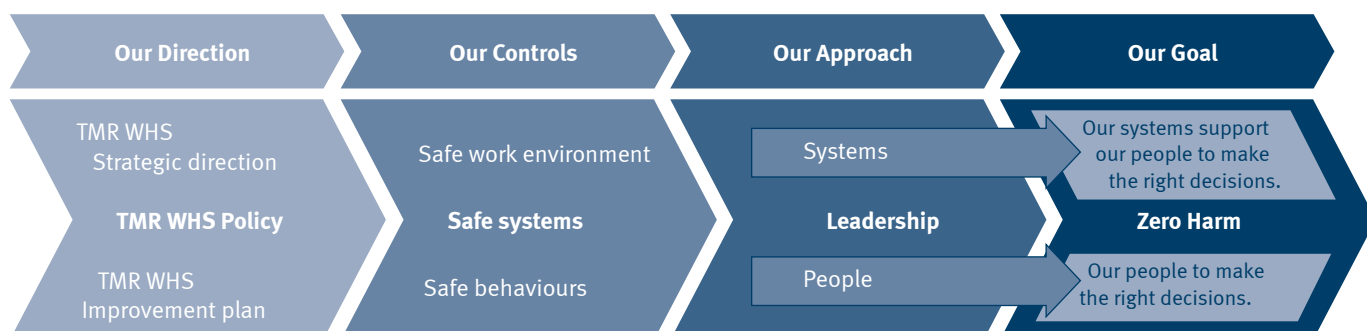 Our Direction
Our Controls
Our Approach
Our Goal
TMR WHS
Strategic direction
TMR WHS Policy
TMR WHS
Improvement plan
Safe work environment
Safe systems
Safe behaviours
Systems
Leadership
People
Our systems support
our people to make
the right decisions.
Zero Harm
Our people to make
the right decisions.